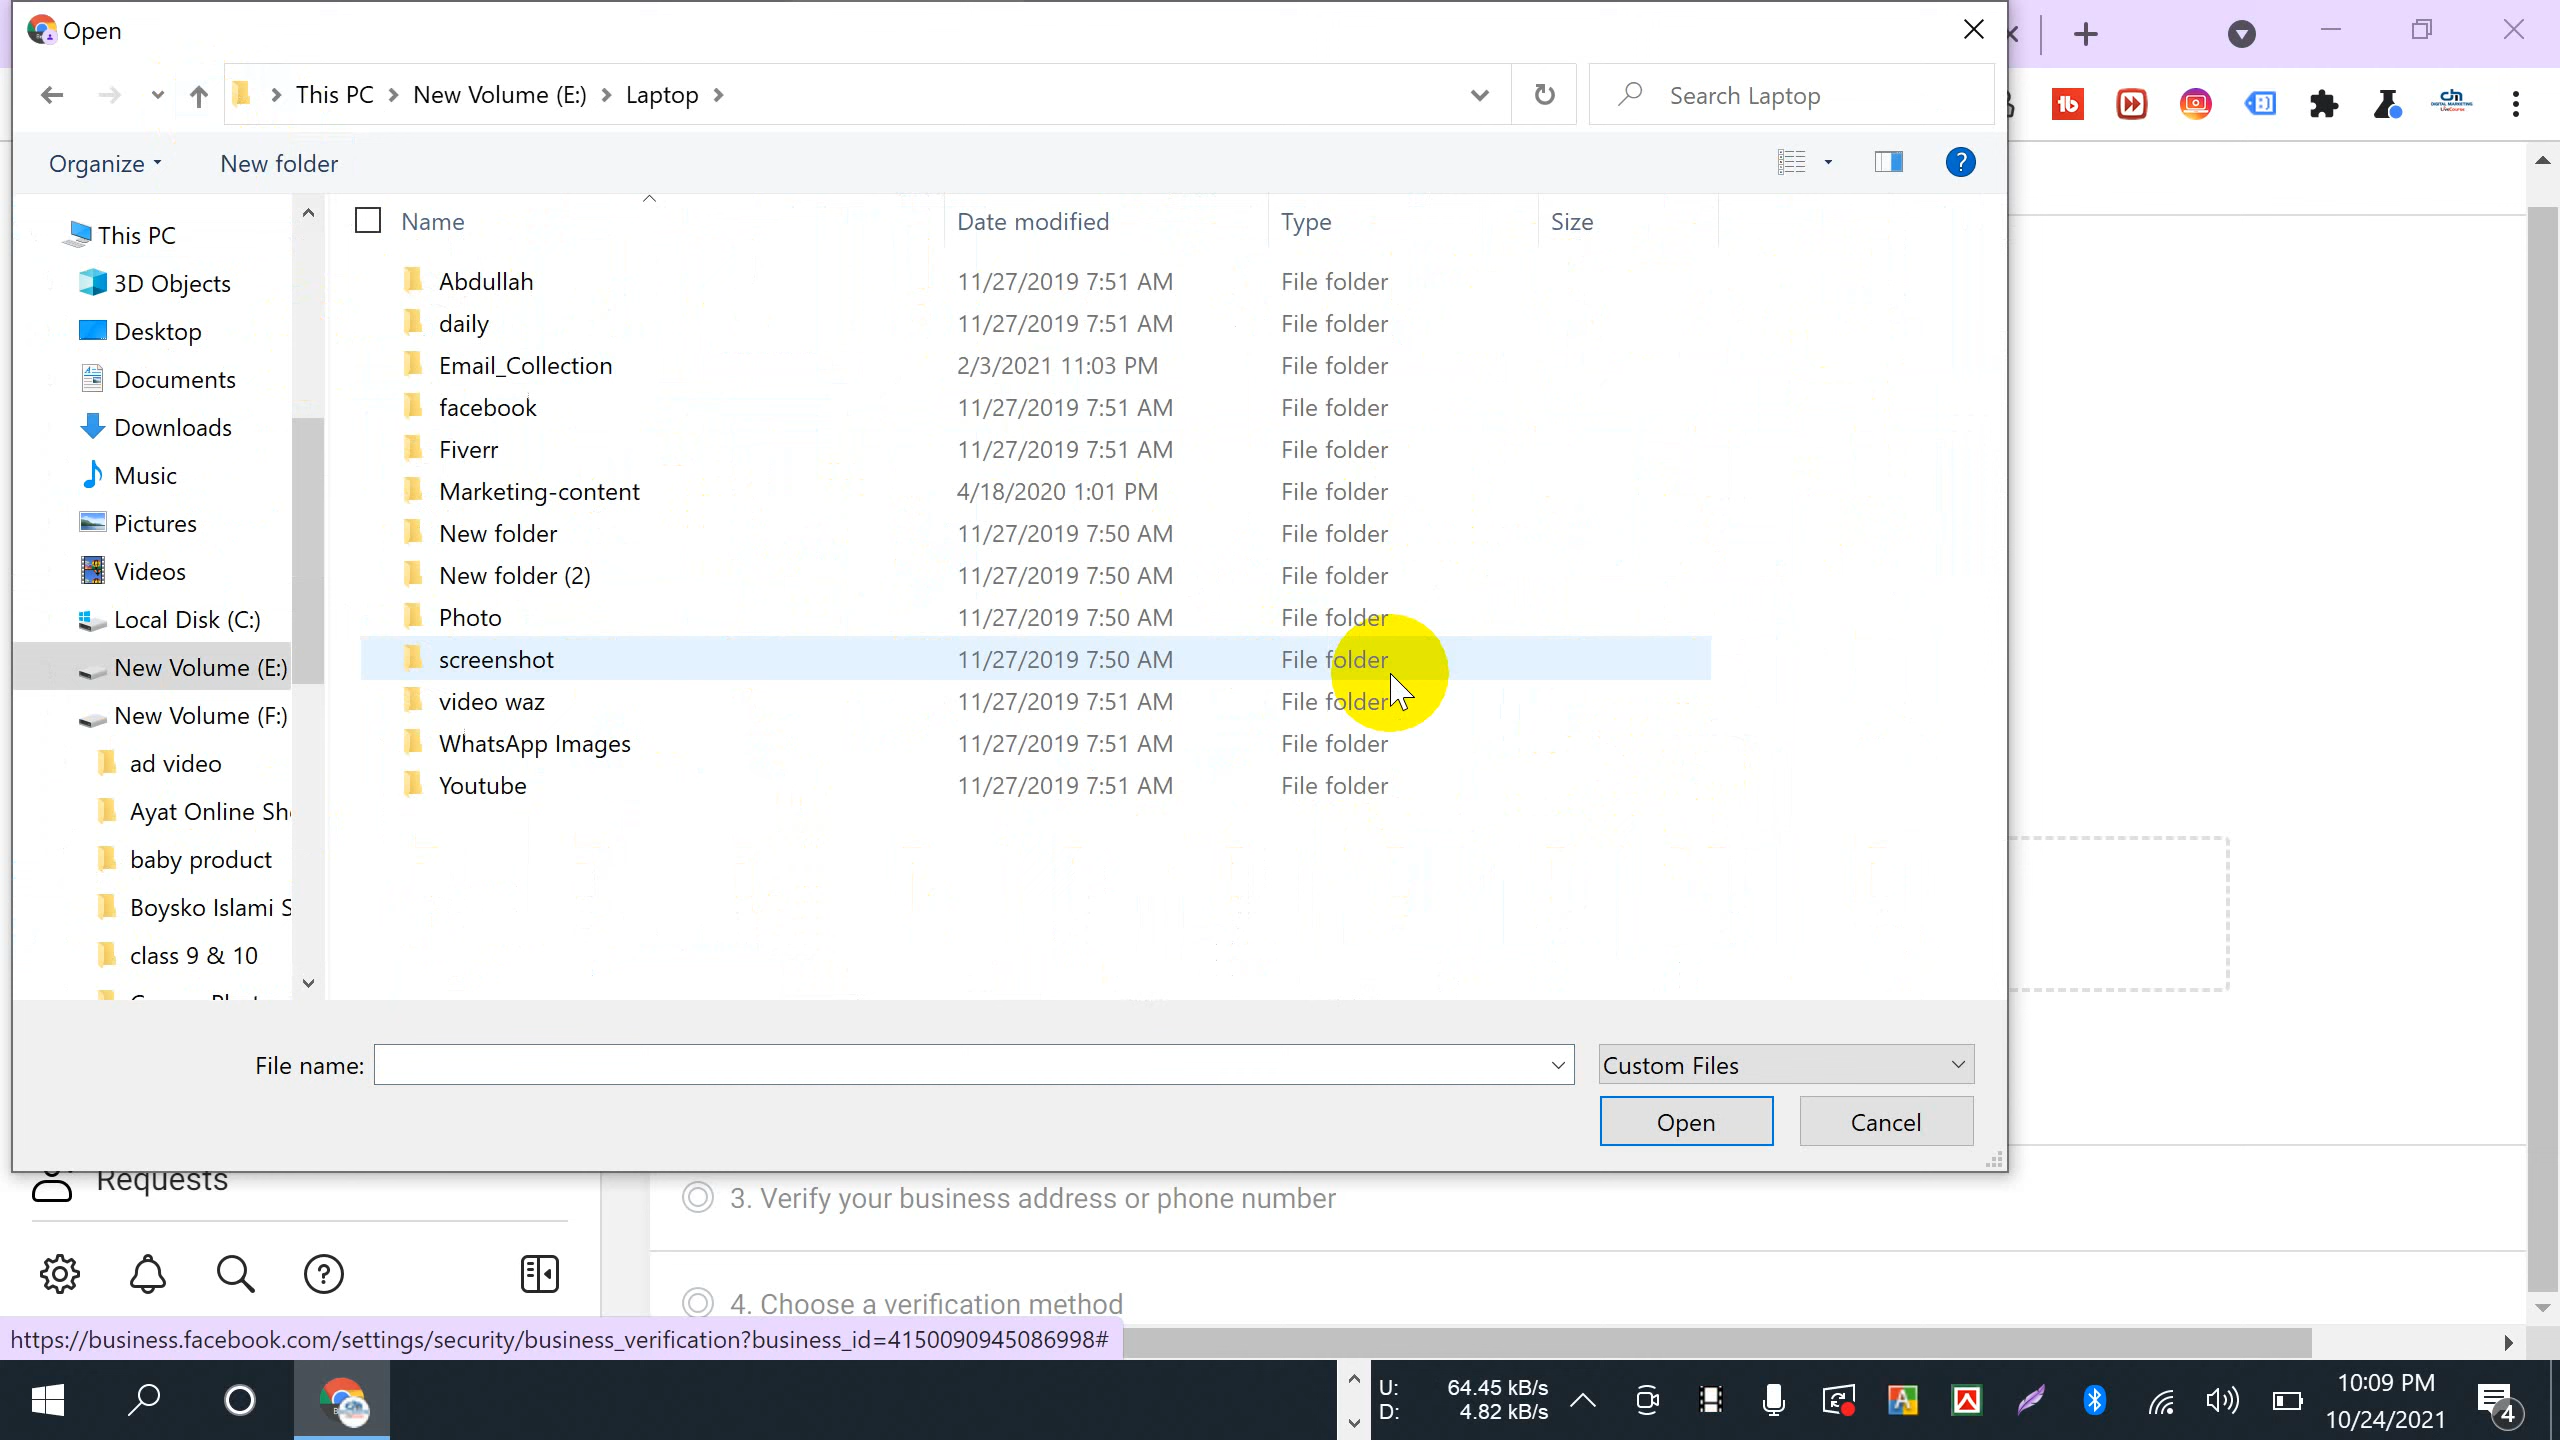 Open
This PC > New Volume (E:) > Laptop >
Search Laptop
Organize
New folder
Name Date modified Type Size
This PC
3D Objects
Desktop
Documents
Downloads
Music
Pictures
Videos
Local Disk (C:)
New Volume (E:)
New Volume (F:)
ad video
Ayat Online Sh
baby product
Boysko Islami S
class 9 & 10
Abdullah 11/27/2019 7:51 AM File folder
daily 11/27/2019 7:51 AM File folder
Email_Collection 2/3/2021 11:03 PM File folder
facebook 11/27/2019 7:51 AM File folder
Fiverr 11/27/2019 7:51 AM File folder
Marketing-content 4/18/2020 1:01 PM File folder
New folder 11/27/2019 7:50 AM File folder
New folder (2) 11/27/2019 7:50 AM File folder
Photo 11/27/2019 7:50 AM File folder
screenshot 11/27/2019 7:50 AM File folder
video waz 11/27/2019 7:51 AM File folder
WhatsApp Images 11/27/2019 7:51 AM File folder
Youtube 11/27/2019 7:51 AM File folder
File name:
Custom Files
Open
Cancel
Requests
3. Verify your business address or phone number
4. Choose a verification method
https://business.facebook.com/settings/security/business_verification?business_id=4150090945086998#
U: 64.45 kB/s
D: 4.82 kB/s
10:09 PM
10/24/2021
4